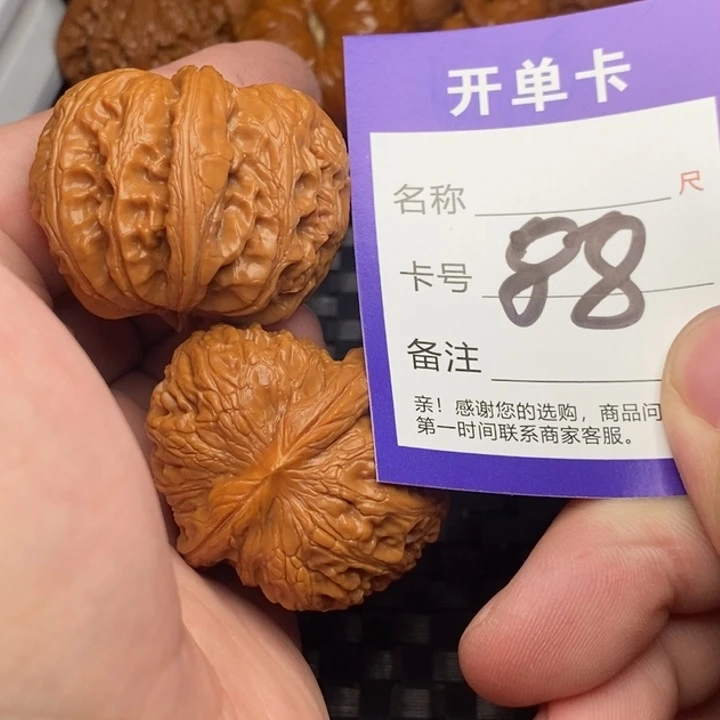 开单卡
名称 尺
卡号 88
备注
亲！感谢您的选购，商品问
第一时间联系商家客服。